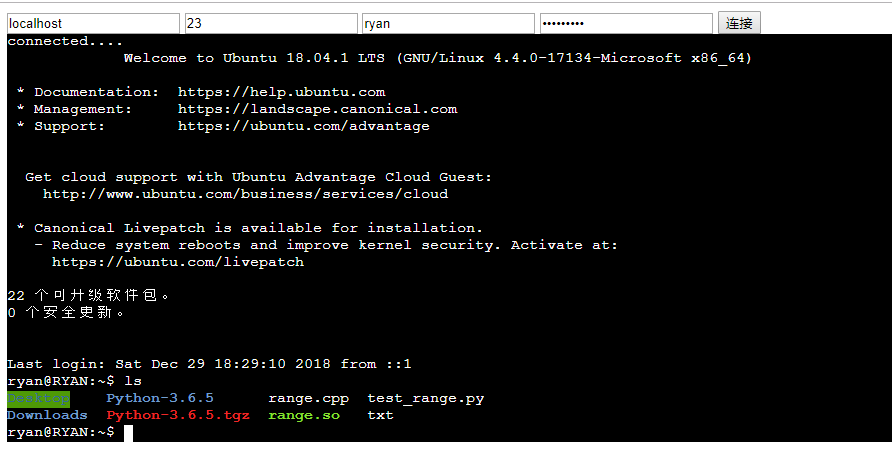 localhost 23 ryan ••••••••• 连接
connected....
Welcome to Ubuntu 18.04.1 LTS (GNU/Linux 4.4.0-17134-Microsoft x86_64)
* Documentation:  https://help.ubuntu.com
* Management:     https://landscape.canonical.com
* Support:        https://ubuntu.com/advantage
Get cloud support with Ubuntu Advantage Cloud Guest:
http://www.ubuntu.com/business/services/cloud
* Canonical Livepatch is available for installation.
- Reduce system reboots and improve kernel security. Activate at:
https://ubuntu.com/livepatch
22 个可升级软件包。
0 个安全更新。
Last login: Sat Dec 29 18:29:10 2018 from ::1
ryan@RYAN:~$ ls
Desktop    Python-3.6.5      range.cpp  test_range.py
Downloads  Python-3.6.5.tgz  range.so   txt
ryan@RYAN:~$